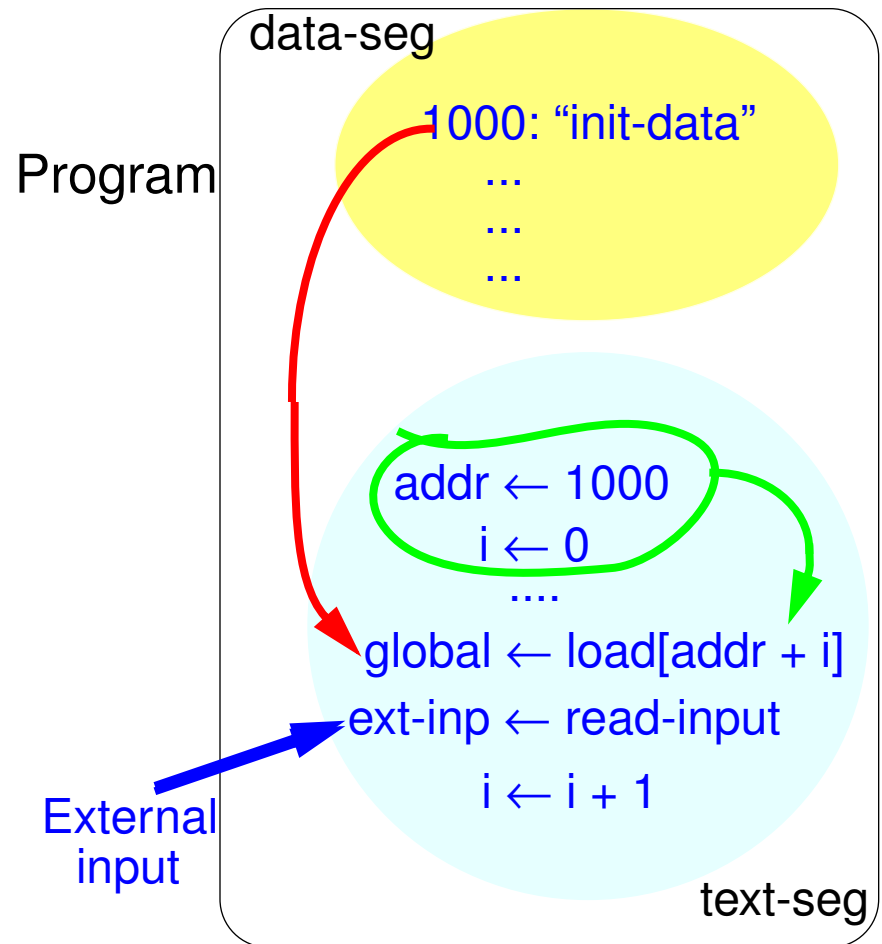 data-seg
1000: “init-data”
Program
...
...
...
addr ← 1000
i ← 0
....
global ← load[addr + i]
ext-inp ← read-input
i ← i + 1
External
input
text-seg